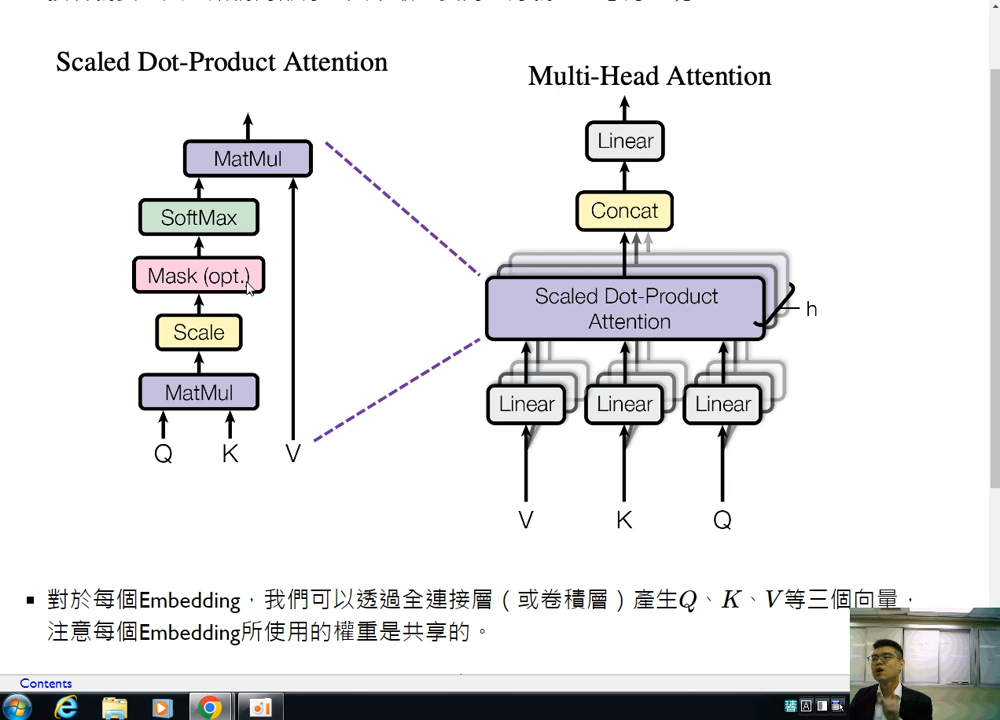 Scaled Dot-Product Attention
MatMul
SoftMax
Mask (opt.)
Scale
MatMul
Q K V
Multi-Head Attention
Linear
Concat
Scaled Dot-Product
Attention
h
Linear Linear Linear
V K Q
▪ 對於每個Embedding，我們可以透過全連接層（或卷積層）產生Q、K、V等三個向量，
注意每個Embedding所使用的權重是共享的。
Contents